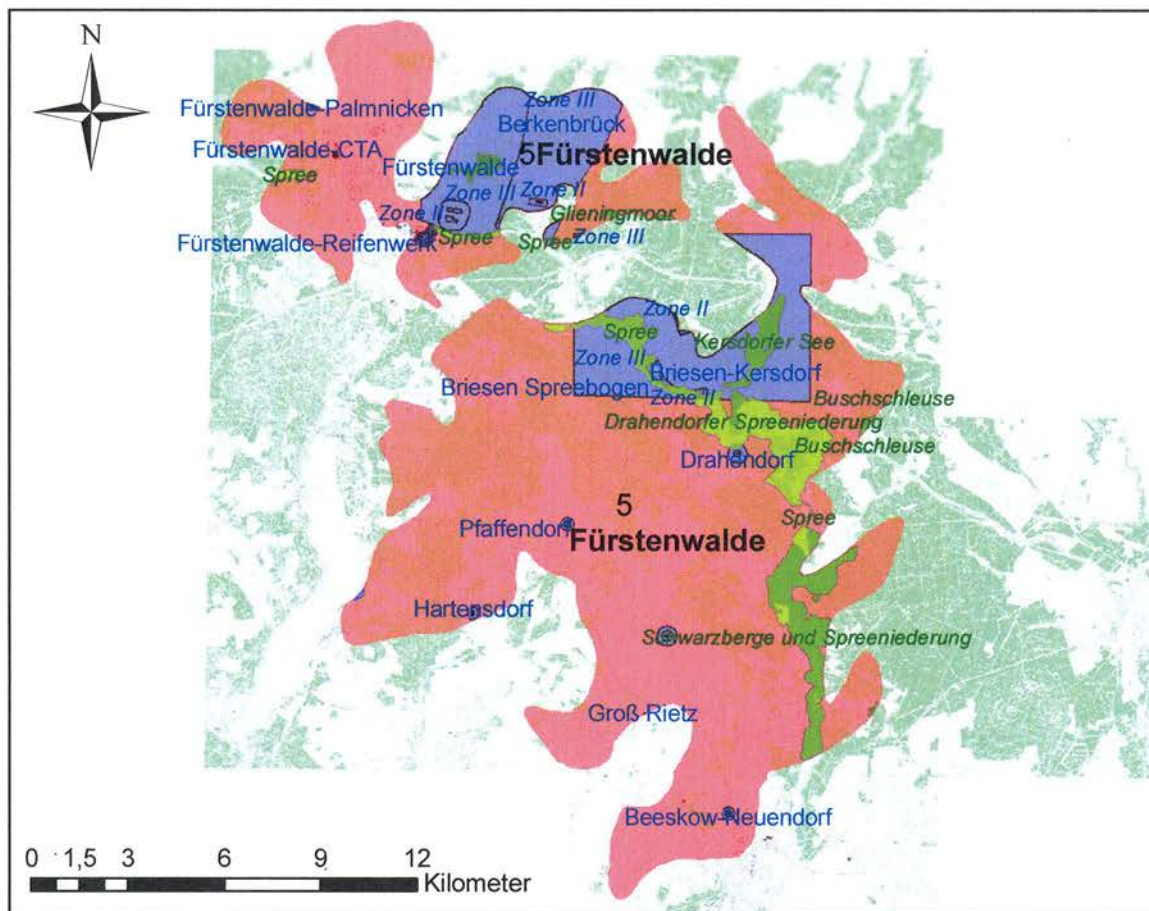 N
Zone III
Fürstenwalde-Palmnicken
Berkenbrück
Fürstenwalde-CTA
5Fürstenwalde
Fürstenwalde
Spree
Zone III
Zone II
Zone II
Glieningmoor
Fürstenwalde-Reifenwerk
Spree
Spree
Zone III
Zone II
Spree
Kersdorfer See
Zone III
Briesen-Kersdorf
Briesen Spreebogen
Zone II
Buschschleuse
Drahendorfer Spreeniederung
Buschschleuse
Drahendorf
5
Spree
Pfaffendorf
Fürstenwalde
Hartensdorf
Schwarzberge und Spreeniederung
Groß Rietz
Beeskow-Neuendorf
0 1,5 3 6 9 12
Kilometer